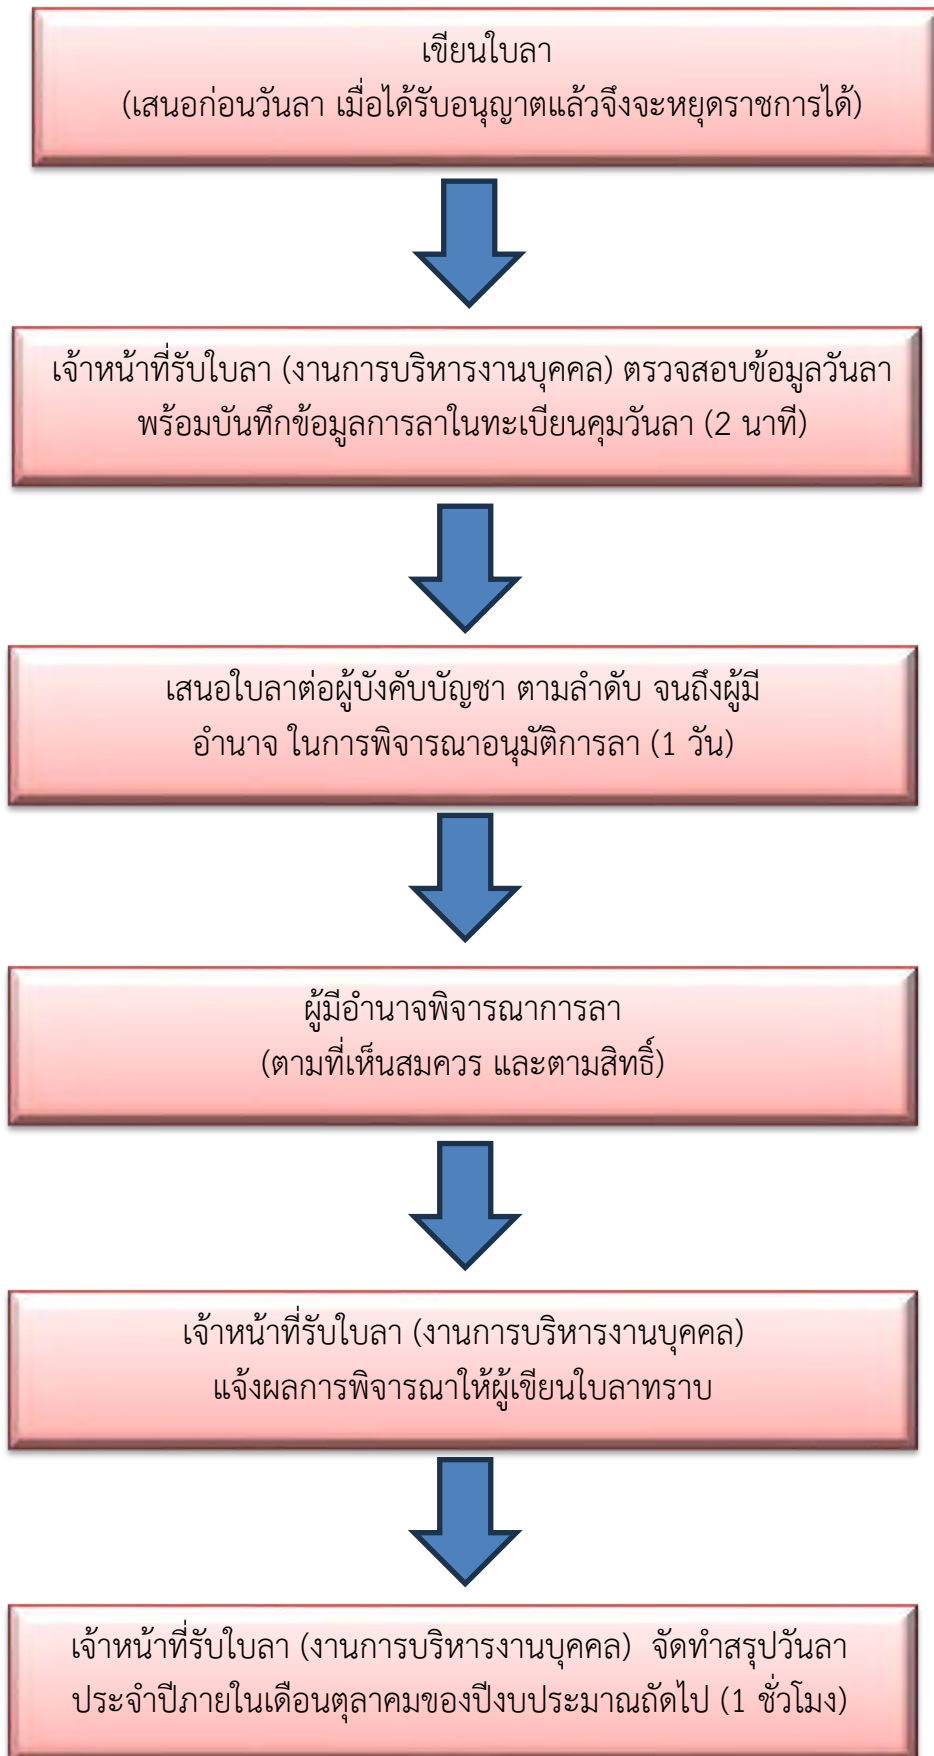 เขียนใบลา
(เสนอก่อนวันลา เมื่อได้รับอนุญาตแล้วจึงจะหยุดราชการได้)
เจ้าหน้าที่รับใบลา (งานการบริหารงานบุคคล) ตรวจสอบข้อมูลวันลา
พร้อมบันทึกข้อมูลการลาในทะเบียนคุมวันลา (2 นาที)
เสนอใบลาต่อผู้บังคับบัญชา ตามลำดับ จนถึงผู้มี
อำนาจ ในการพิจารณาอนุมัติการลา (1 วัน)
ผู้มีอำนาจพิจารณาการลา
(ตามที่เห็นสมควร และตามสิทธิ์)
เจ้าหน้าที่รับใบลา (งานการบริหารงานบุคคล)
แจ้งผลการพิจารณาให้ผู้เขียนใบลาทราบ
เจ้าหน้าที่รับใบลา (งานการบริหารงานบุคคล) จัดทำสรุปวันลา
ประจำปีภายในเดือนตุลาคมของปีงบประมาณถัดไป (1 ชั่วโมง)